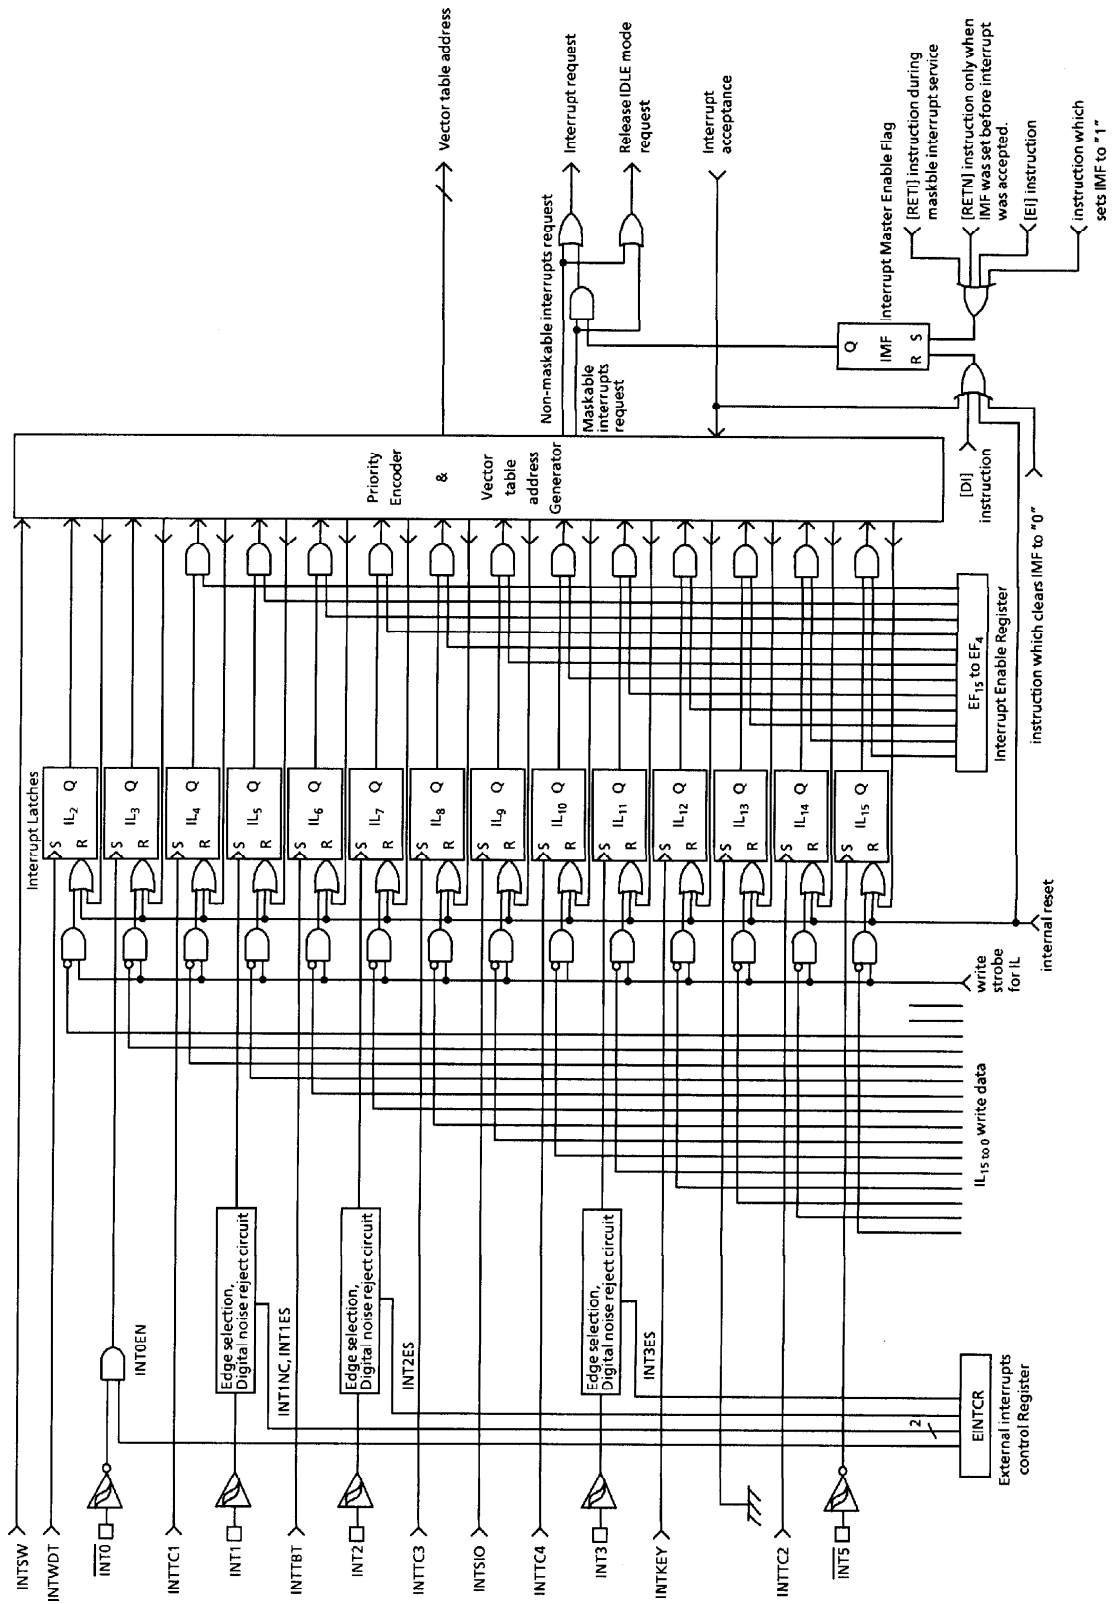 INTSW
INTWDT
INT0
INTTC1
INT1
INTTBT
INT2
INTTC3
INTSIO
INTTC4
INT3
INTKEY
INTTC2
INT5
INT0EN
INT1NC, INT1ES
INT2ES
INT3ES
Edge selection,
Digital noise reject circuit
Edge selection,
Digital noise reject circuit
Edge selection,
Digital noise reject circuit
2
EINTCR
External interrupts
control Register
IL15 to 0 write data
write
strobe
for IL
internal reset
Interrupt Latches
S
R
IL2
Q
S
R
IL3
Q
S
R
IL4
Q
S
R
IL5
Q
S
R
IL6
Q
S
R
IL7
Q
S
R
IL8
Q
S
R
IL9
Q
S
R
IL10
Q
S
R
IL11
Q
S
R
IL12
Q
S
R
IL13
Q
S
R
IL14
Q
S
R
IL15
Q
EF15 to EF4
Interrupt Enable Register
instruction which clears IMF to "0"
Priority
Encoder
&
Vector
table
address
Generator
[DI]
instruction
Vector table address
Non-maskable interrupts request
Maskable
interrupts
request
Interrupt request
Release IDLE mode
request
Interrupt
acceptance
Q
IMF
R S
Interrupt Master Enable Flag
[RETI] instruction during
maskble interrupt service
[RETN] instruction only when
IMF was set before interrupt
was accepted.
[EI] instruction
instruction which
sets IMF to "1"